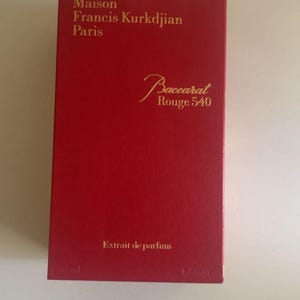 Maison
Francis Kurkdjian
Paris
Baccarat
Rouge 540
Extrait de parfum